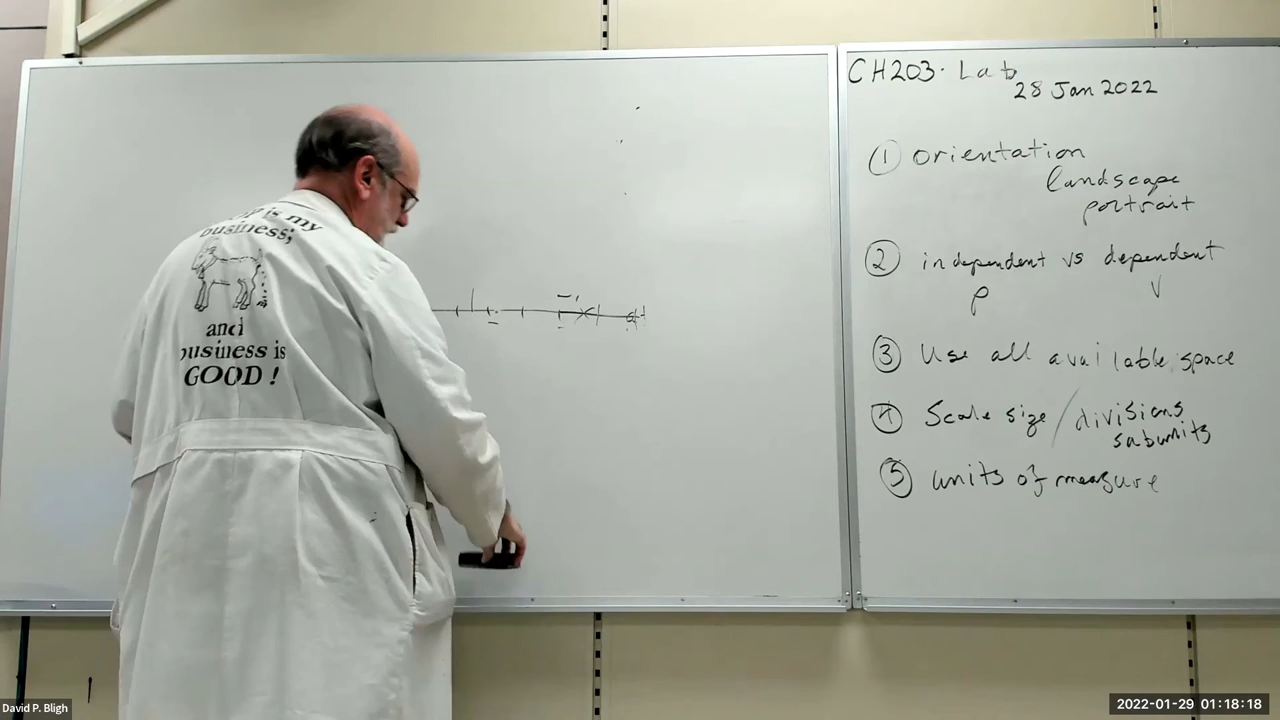 CH203. Lab
28 Jan 2022
① orientation
landscape
portrait
② independent vs dependent
ρ V
③ Use all available space
④ Scale size / divisions
subunits
⑤ units of measure
is my
business;
and
business is
GOOD !
David P. Bligh
2022-01-29 01:18:18